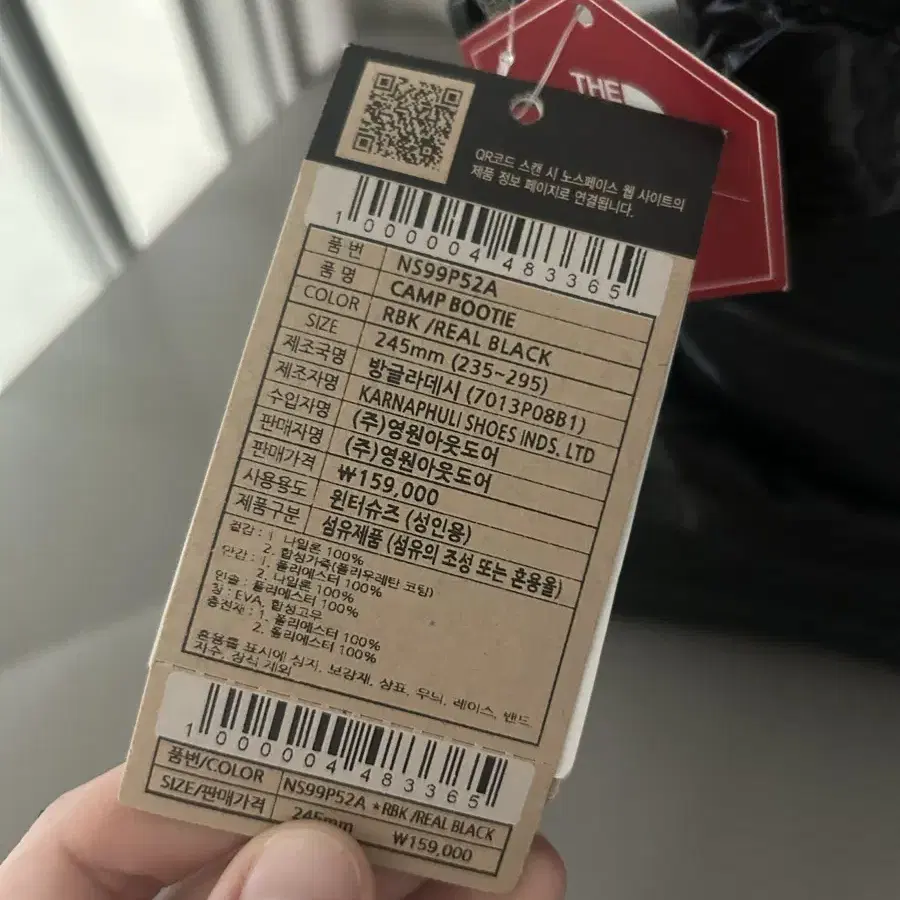 THE
QR코드 스캔 시 노스페이스 웹 사이트의
제품 정보 페이지로 연결됩니다.
1000004483365
품번 NS99P52A
품명 CAMP BOOTIE
COLOR RBK /REAL BLACK
SIZE 245mm (235~295)
제조국명 방글라데시 (7013P08B1)
제조자명 KARNAPHULI SHOES INDS. LTD
수입자명 (주)영원아웃도어
판매자명 (주)영원아웃도어
판매가격 ₩159,000
사용용도 윈터슈즈 (성인용)
제품구분 섬유제품 (섬유의 조성 또는 혼용율)
겉감 : 1. 나일론 100%
2. 합성가죽(폴리우레탄 코팅)
안감 : 1. 폴리에스터 100%
2. 나일론 100%
인솔 : 폴리에스터 100%
창 : EVA, 합성고무
충전재 : 1. 폴리에스터 100%
2. 폴리에스터 100%
혼용률 표시에 심지, 보강재, 상표, 무늬, 레이스, 밴드,
자수, 장식 제외
1000004483365
품번/COLOR NS99P52A *RBK /REAL BLACK
SIZE/판매가격 245mm ₩159,000